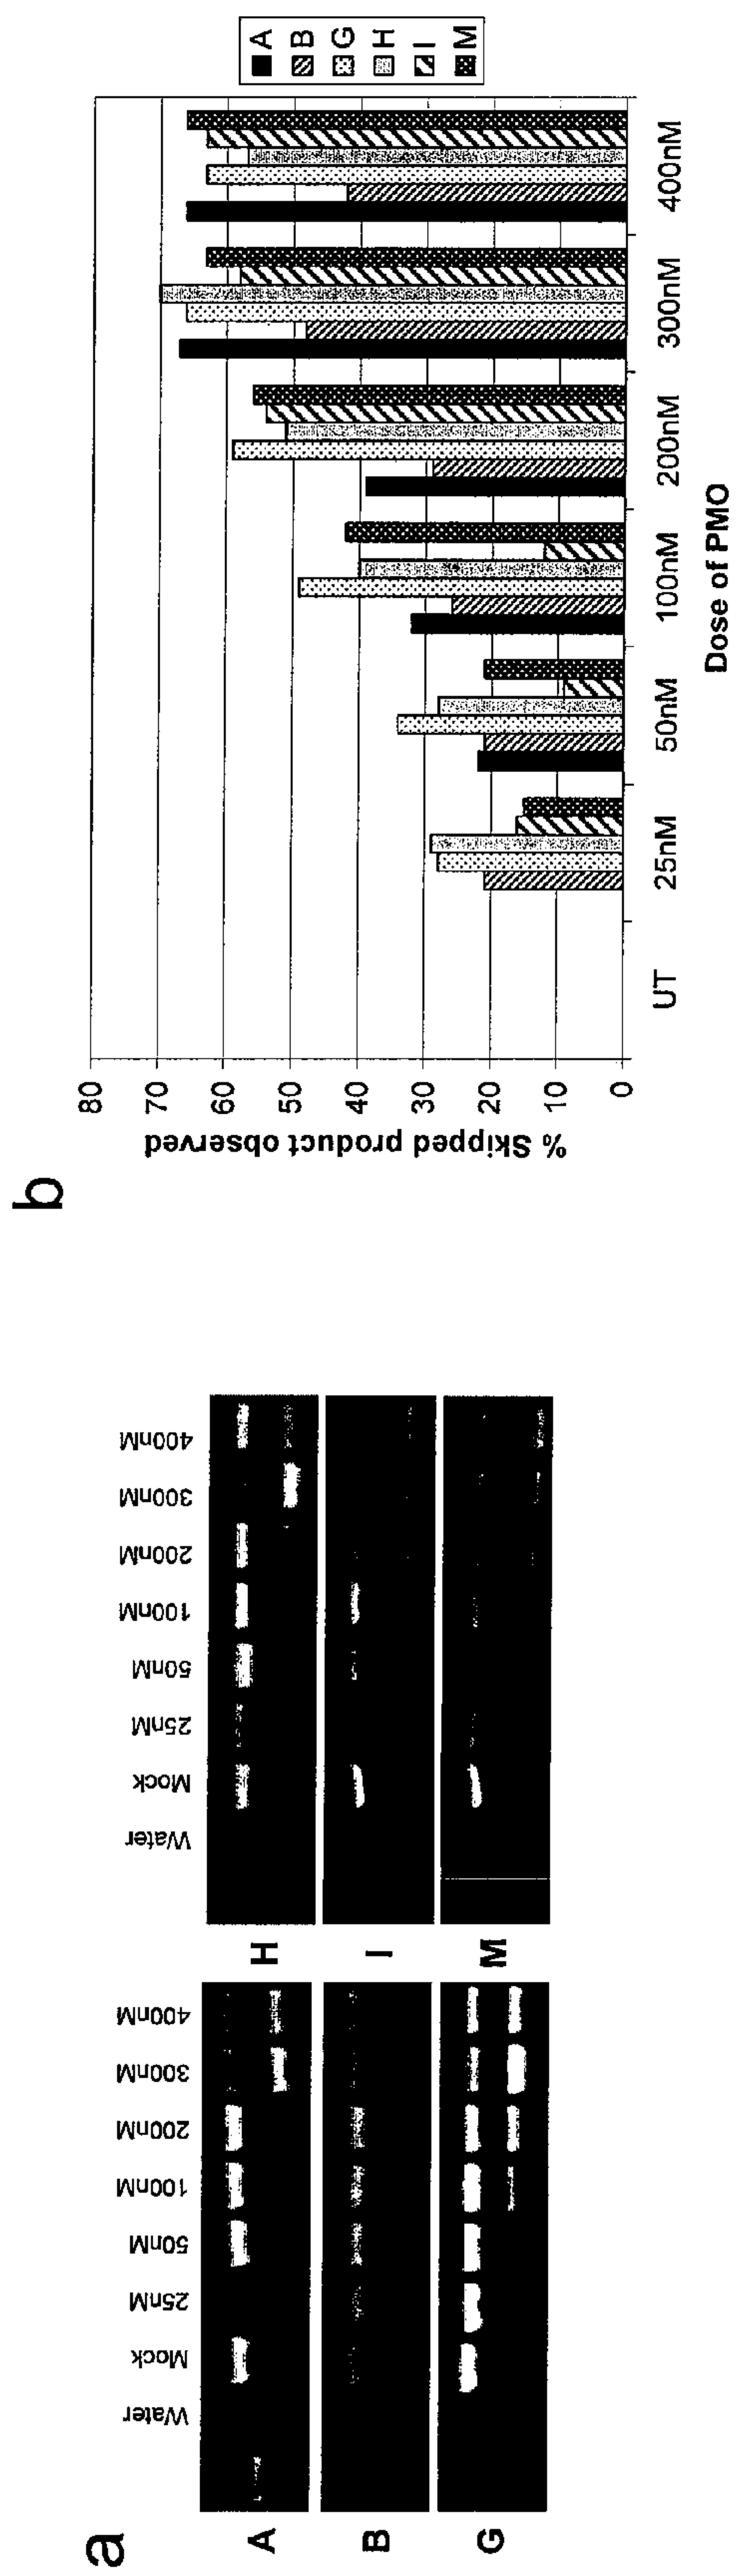 a
Water Mock 25nM 50nM 100nM 200nM 300nM 400nM
A
B
G
Water Mock 25nM 50nM 100nM 200nM 300nM 400nM
H
I
M
b
% Skipped product observed
80
70
60
50
40
30
20
10
0
UT 25nM 50nM 100nM 200nM 300nM 400nM
Dose of PMO
A
B
G
H
I
M